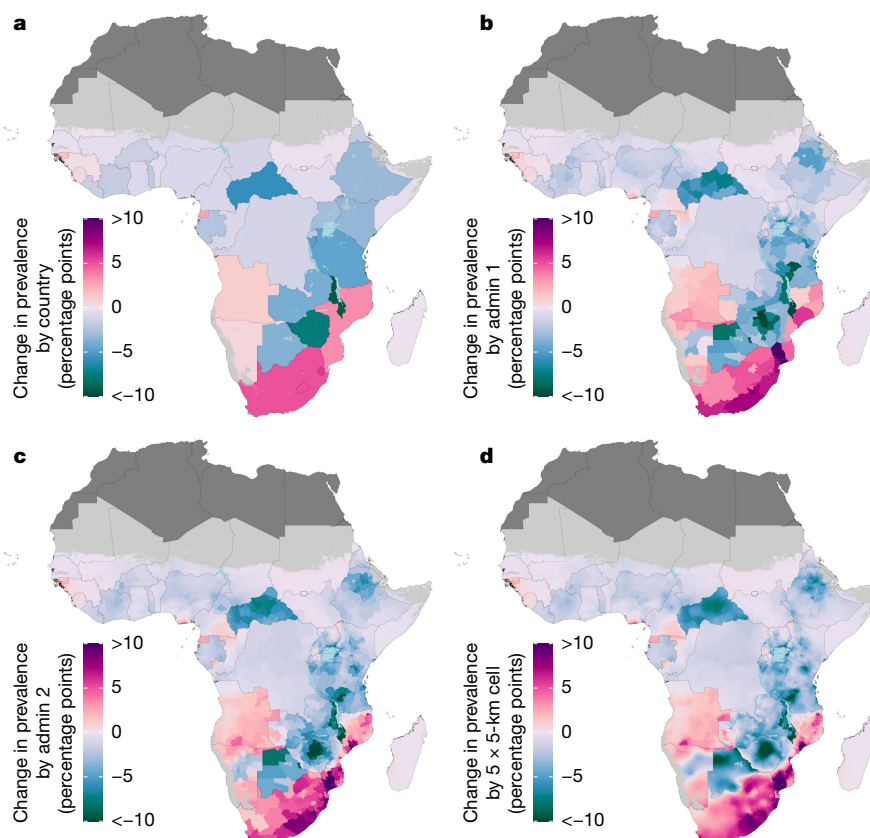 a
Change in prevalence
by country
(percentage points)
>10
5
0
−5
<−10
b
Change in prevalence
by admin 1
(percentage points)
>10
5
0
−5
<−10
c
Change in prevalence
by admin 2
(percentage points)
>10
5
0
−5
<−10
d
Change in prevalence
by 5 × 5-km cell
(percentage points)
>10
5
0
−5
<−10